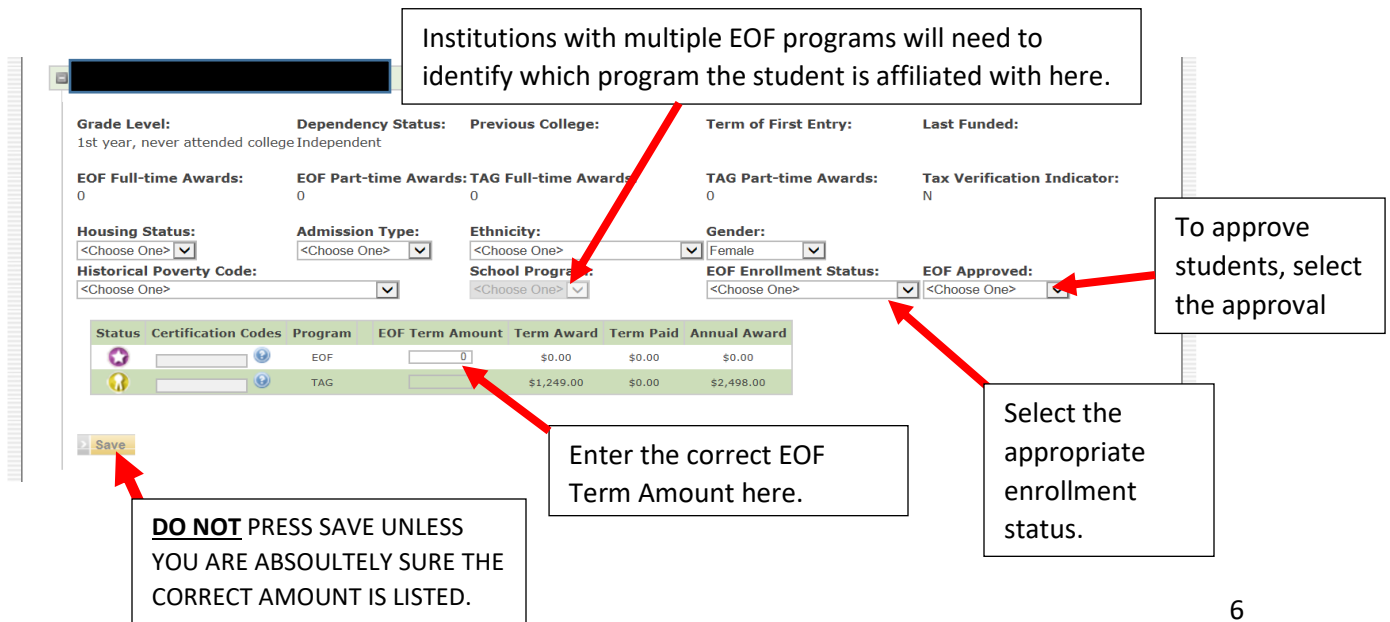 Institutions with multiple EOF programs will need to
identify which program the student is affiliated with here.
Grade Level: Dependency Status: Previous College: Term of First Entry: Last Funded:
1st year, never attended college Independent
EOF Full-time Awards: EOF Part-time Awards: TAG Full-time Awards: TAG Part-time Awards: Tax Verification Indicator:
0 0 0 0 N
Housing Status: Admission Type: Ethnicity: Gender:
<Choose One> <Choose One> <Choose One> Female
Historical Poverty Code: School Program: EOF Enrollment Status: EOF Approved:
<Choose One> <Choose One> <Choose One> <Choose One>
To approve
students, select
the approval
Status Certification Codes Program EOF Term Amount Term Award Term Paid Annual Award
EOF 0 $0.00 $0.00 $0.00
TAG $1,249.00 $0.00 $2,498.00
Save
Enter the correct EOF
Term Amount here.
Select the
appropriate
enrollment
status.
DO NOT PRESS SAVE UNLESS
YOU ARE ABSOULTELY SURE THE
CORRECT AMOUNT IS LISTED.
6